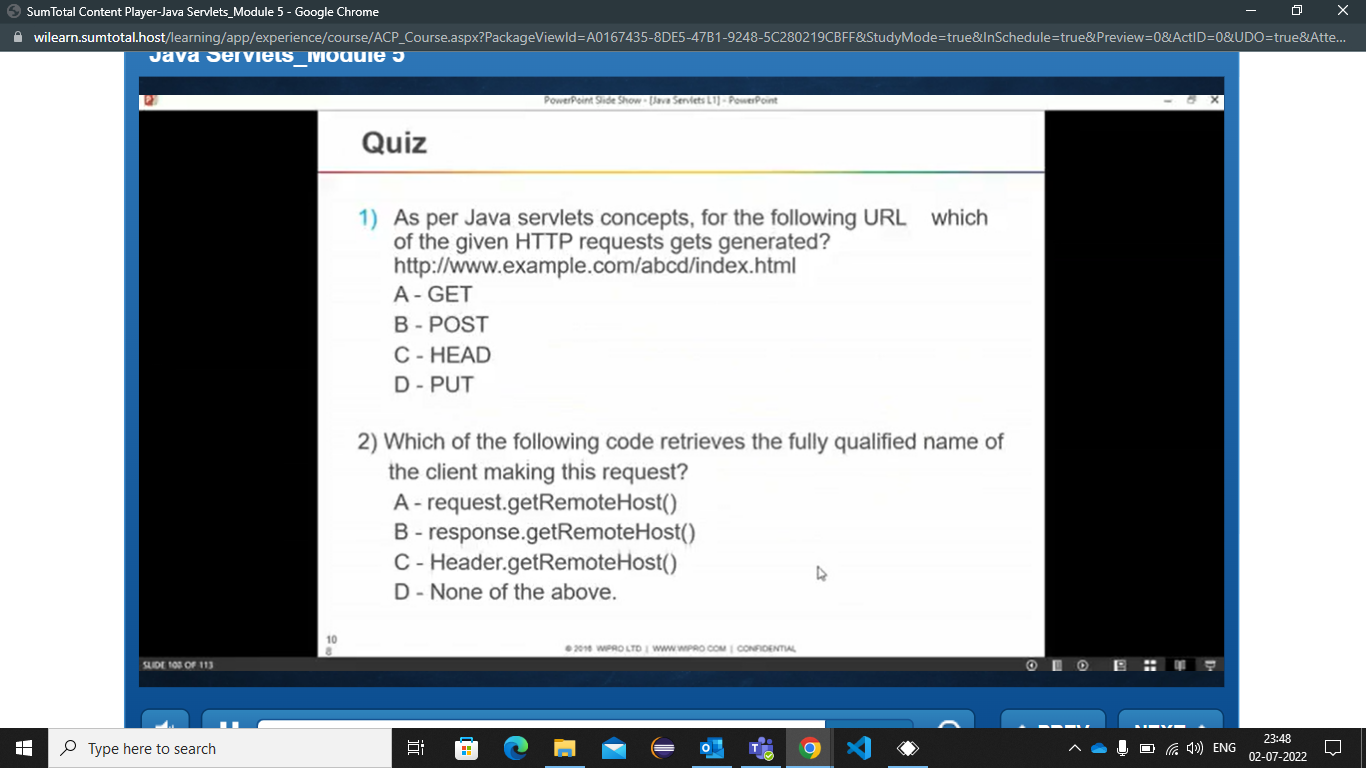 SumTotal Content Player-Java Servlets_Module 5 - Google Chrome
wilearn.sumtotal.host/learning/app/experience/course/ACP_Course.aspx?PackageViewId=A0167435-8DE5-47B1-9248-5C280219CBFF&StudyMode=true&InSchedule=true&Preview=0&ActID=0&UDO=true&Atte...
Java Servlets_Module 5
PowerPoint Slide Show - [Java Servlets L1] - PowerPoint
Quiz
1) As per Java servlets concepts, for the following URL which
of the given HTTP requests gets generated?
http://www.example.com/abcd/index.html
A - GET
B - POST
C - HEAD
D - PUT
2) Which of the following code retrieves the fully qualified name of
the client making this request?
A - request.getRemoteHost()
B - response.getRemoteHost()
C - Header.getRemoteHost()
D - None of the above.
10
8
© 2016 WIPRO LTD | WWW.WIPRO.COM | CONFIDENTIAL
SLIDE 108 OF 113
PREV
NEXT
Type here to search
ENG
23:48
02-07-2022